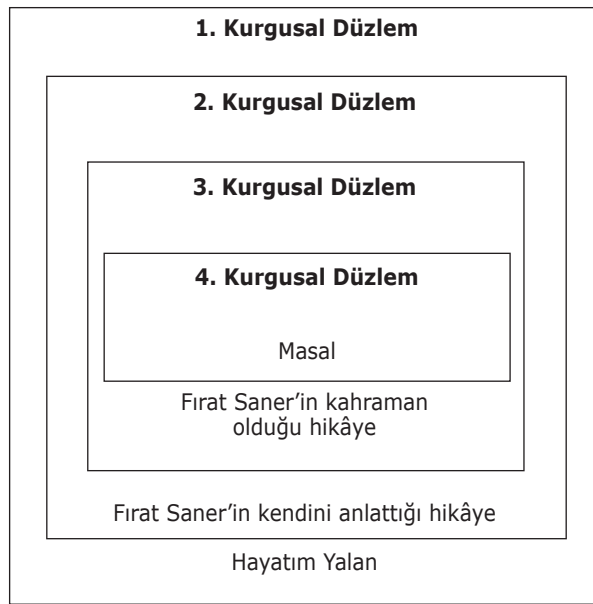 1. Kurgusal Düzlem
2. Kurgusal Düzlem
3. Kurgusal Düzlem
4. Kurgusal Düzlem
Masal
Fırat Saner’in kahraman
olduğu hikâye
Fırat Saner’in kendini anlattığı hikâye
Hayatım Yalan